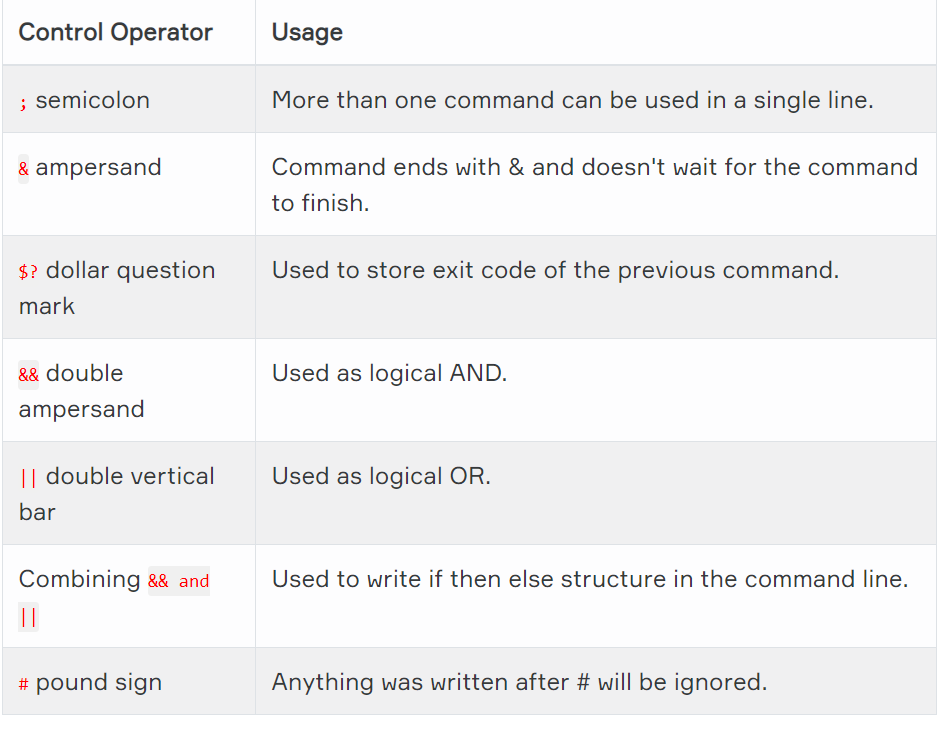 Control Operator Usage
; semicolon More than one command can be used in a single line.
& ampersand Command ends with & and doesn't wait for the command
to finish.
$? dollar question Used to store exit code of the previous command.
mark
&& double Used as logical AND.
ampersand
|| double vertical Used as logical OR.
bar
Combining && and Used to write if then else structure in the command line.
||
# pound sign Anything was written after # will be ignored.